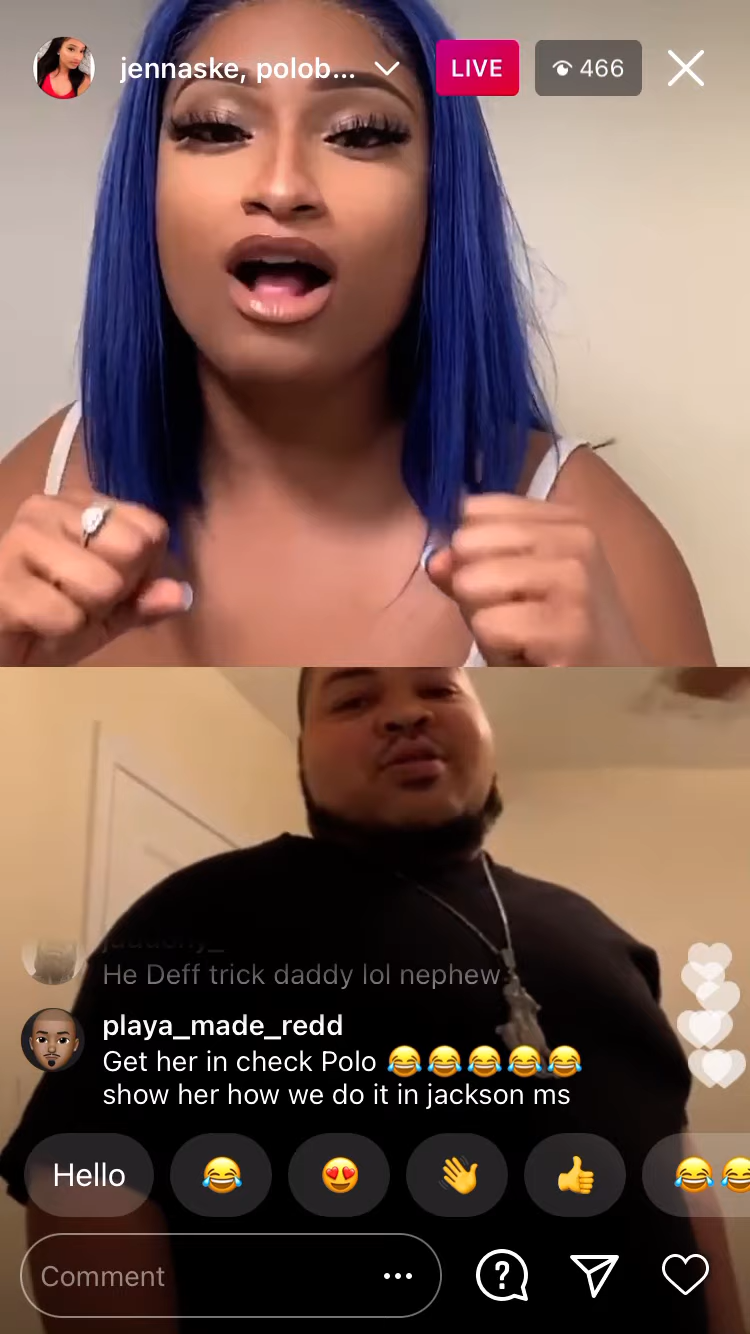 jennaske, polob...
LIVE
466
He Deff trick daddy lol nephew
playa_made_redd
Get her in check Polo 😂😂😂😂😂
show her how we do it in jackson ms
Hello
Comment